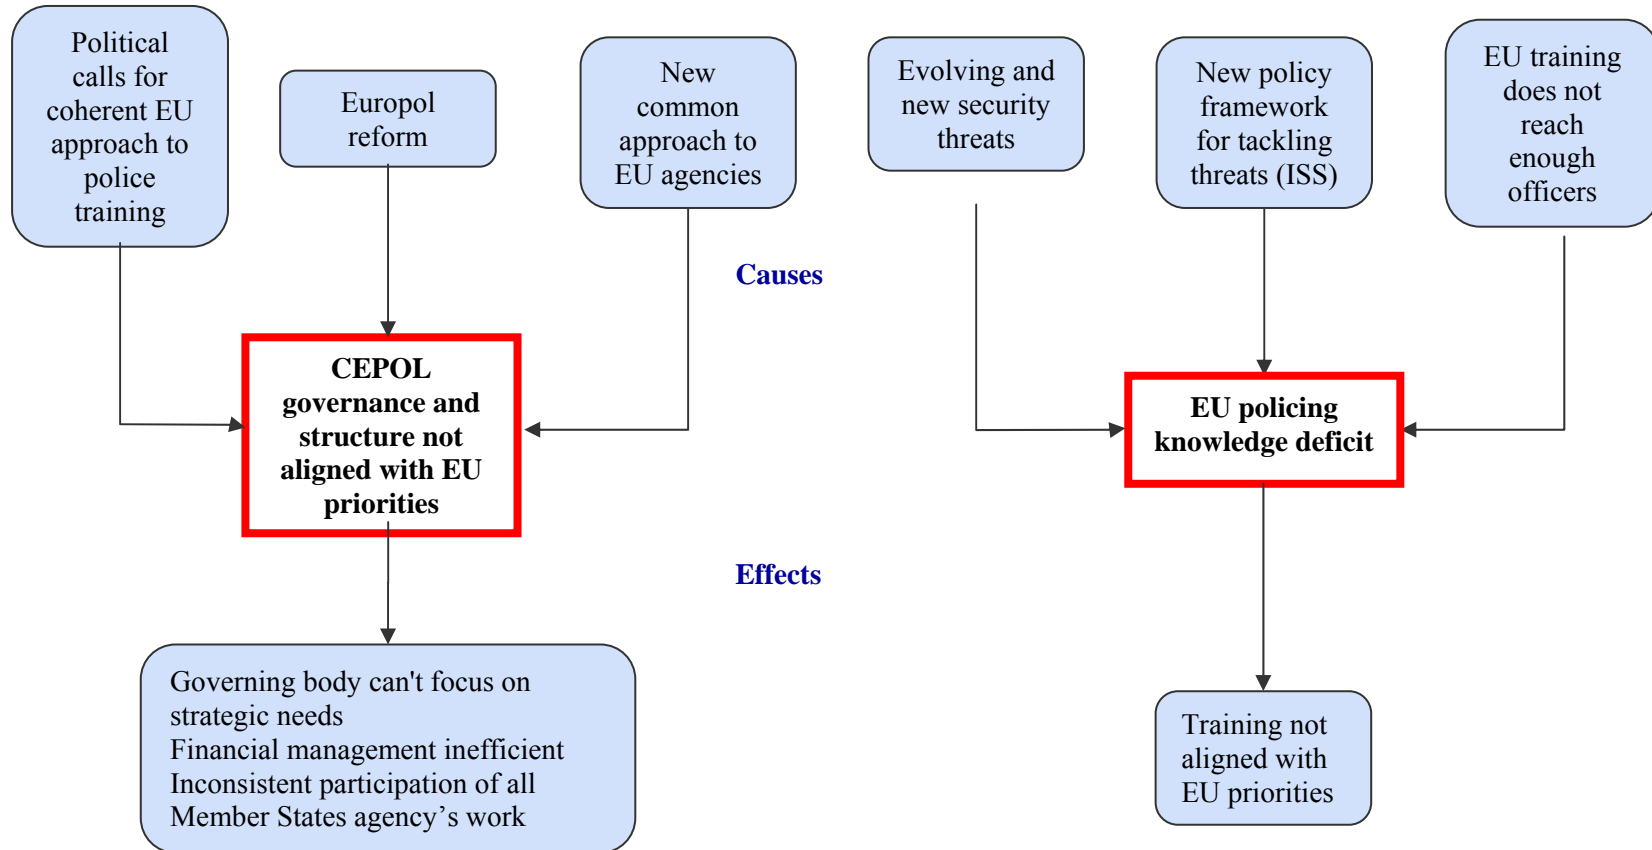 Political
calls for
coherent EU
approach to
police
training
Europol
reform
New
common
approach to
EU agencies
Evolving and
new security
threats
New policy
framework
for tackling
threats (ISS)
EU training
does not
reach
enough
officers
Causes
CEPOL
governance and
structure not
aligned with EU
priorities
EU policing
knowledge deficit
Effects
Governing body can't focus on
strategic needs
Financial management inefficient
Inconsistent participation of all
Member States agency’s work
Training not
aligned with
EU priorities